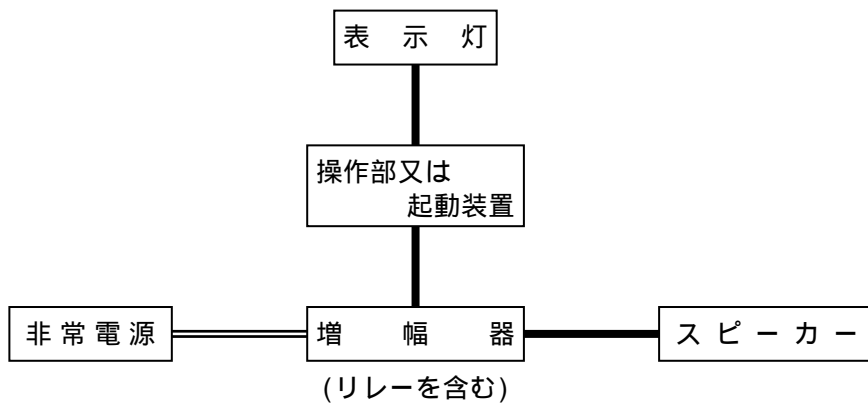 表示灯
操作部又は
起動装置
非常電源
増幅器
スピーカー
(リレーを含む)